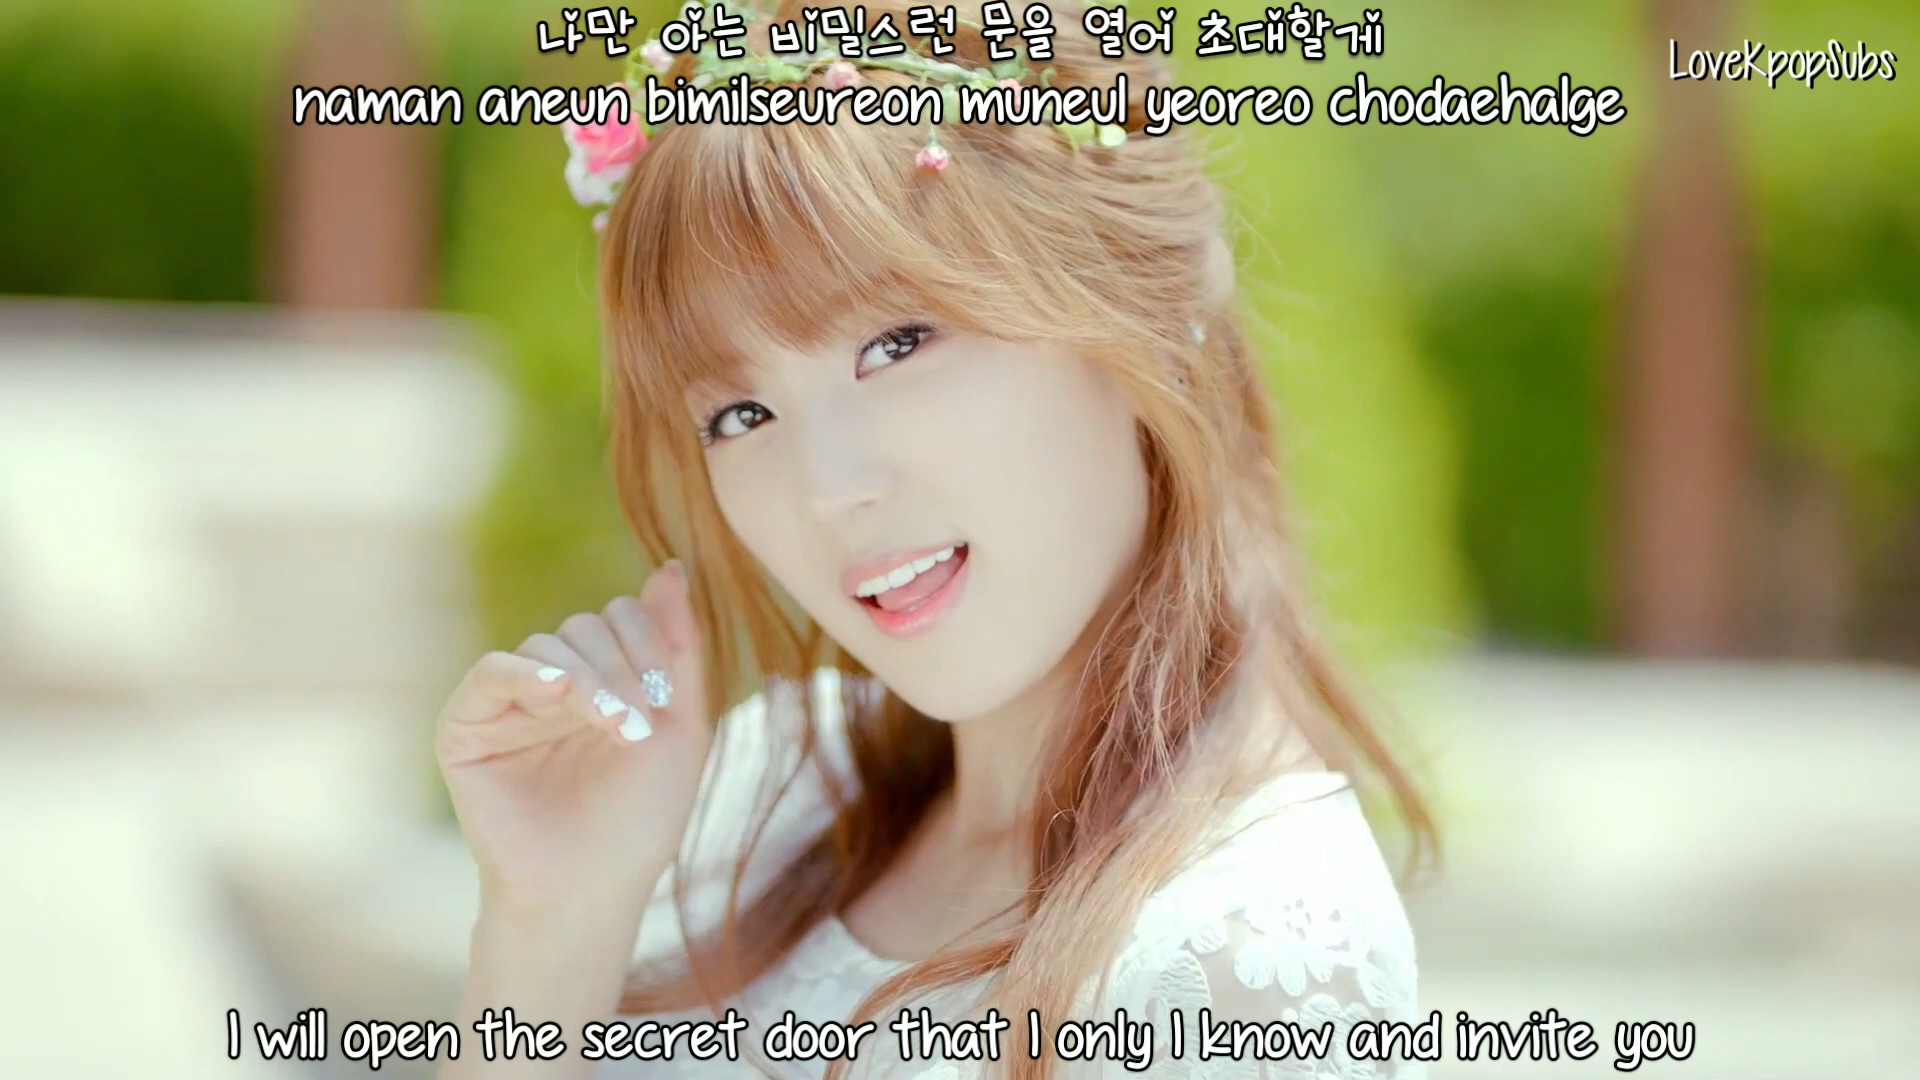 나만 아는 비밀스런 문을 열어 초대할게
LoveKpopSubs
naman aneun bimilseureon muneul yeoreo chodaehalge
I will open the secret door that I only I know and invite you